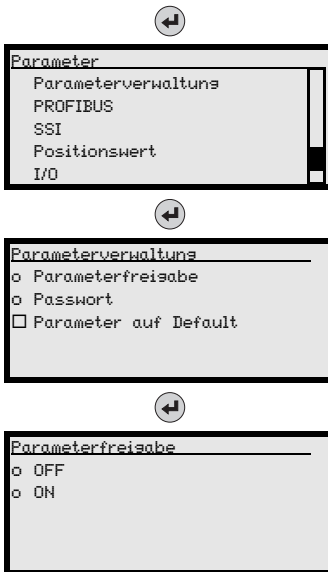 Parameter
Parameterverwaltung
PROFIBUS
SSI
Positionswert
I/O
Parameterverwaltung
o Parameterfreigabe
o Passwort
□ Parameter auf Default
Parameterfreigabe
o OFF
o ON